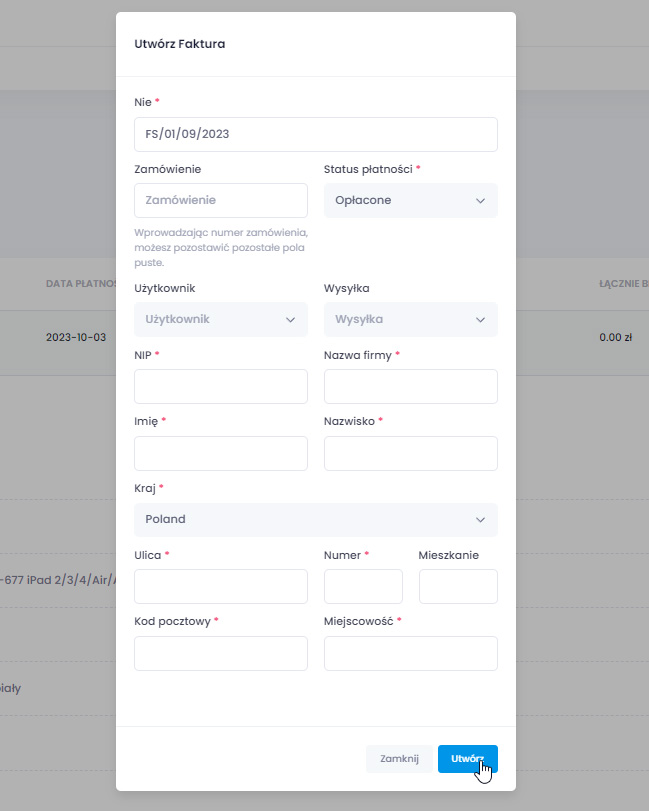 Utwórz Faktura
Nie *
FS/01/09/2023
Zamówienie
Status płatności *
Zamówienie
Opłacone
Wprowadzając numer zamówienia,
możesz pozostawić pozostałe pola
puste.
DATA PŁATNOŚ
ŁĄCZNIE B
Użytkownik
Wysyłka
Użytkownik
Wysyłka
2023-10-03
0.00 zł
NIP *
Nazwa firmy *
Imię *
Nazwisko *
Kraj *
Poland
Ulica *
Numer *
Mieszkanie
-677 iPad 2/3/4/Air/
Kod pocztowy *
Miejscowość *
iały
Zamknij
Utwórz